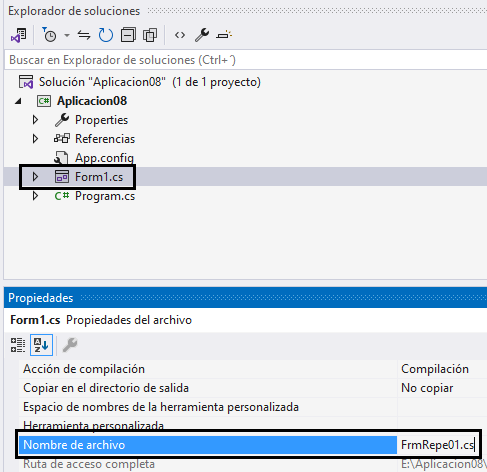 Explorador de soluciones
Buscar en Explorador de soluciones (Ctrl+´)
Solución "Aplicacion08" (1 de 1 proyecto)
C# Aplicacion08
Properties
Referencias
App.config
Form1.cs
C# Program.cs
Propiedades
Form1.cs Propiedades del archivo
Acción de compilación Compilación
Copiar en el directorio de salida No copiar
Espacio de nombres de la herramienta personalizada
Herramienta personalizada
Nombre de archivo FrmRepe01.cs
Ruta de acceso completa E:\Aplicacion08\